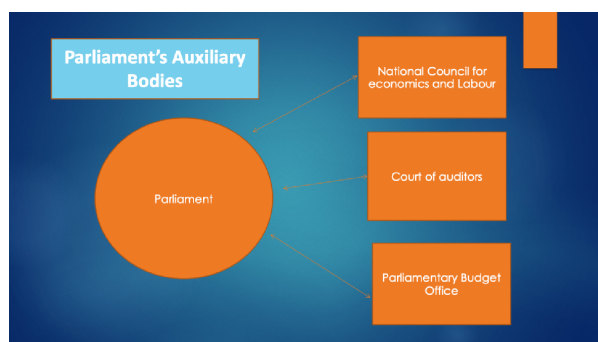 Parliament's Auxiliary
Bodies
National Council for
economics and Labour
Parliament
Court of auditors
Parliamentary Budget
Office